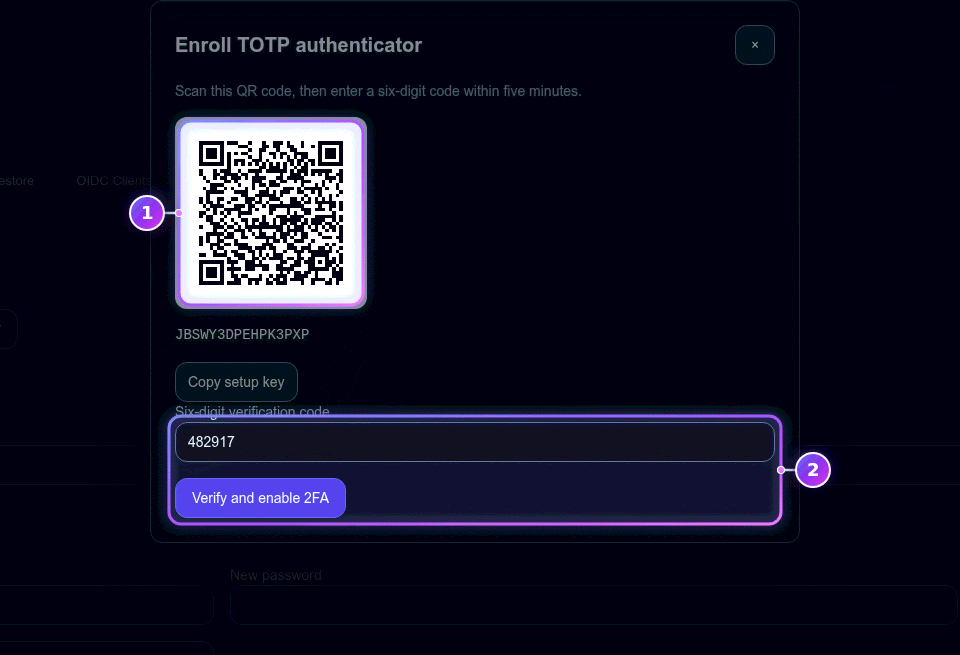 Enroll TOTP authenticator
×
Scan this QR code, then enter a six-digit code within five minutes.
estore
OIDC Clients
1
JBSWY3DPEHPK3PXP
Copy setup key
Six-digit verification code
482917
2
Verify and enable 2FA
New password